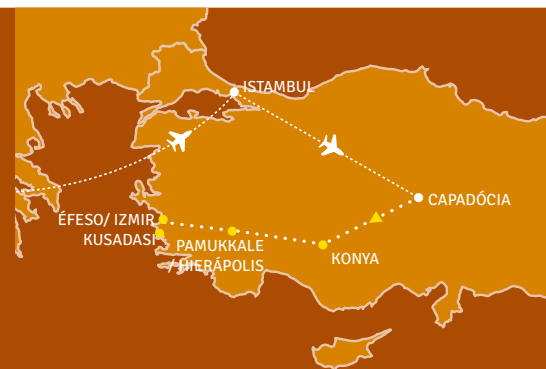 ISTAMBUL
CAPADÓCIA
ÉFESO/ IZMIR
KUSADASI
PAMUKKALE
/ HIERÁPOLIS
KONYA